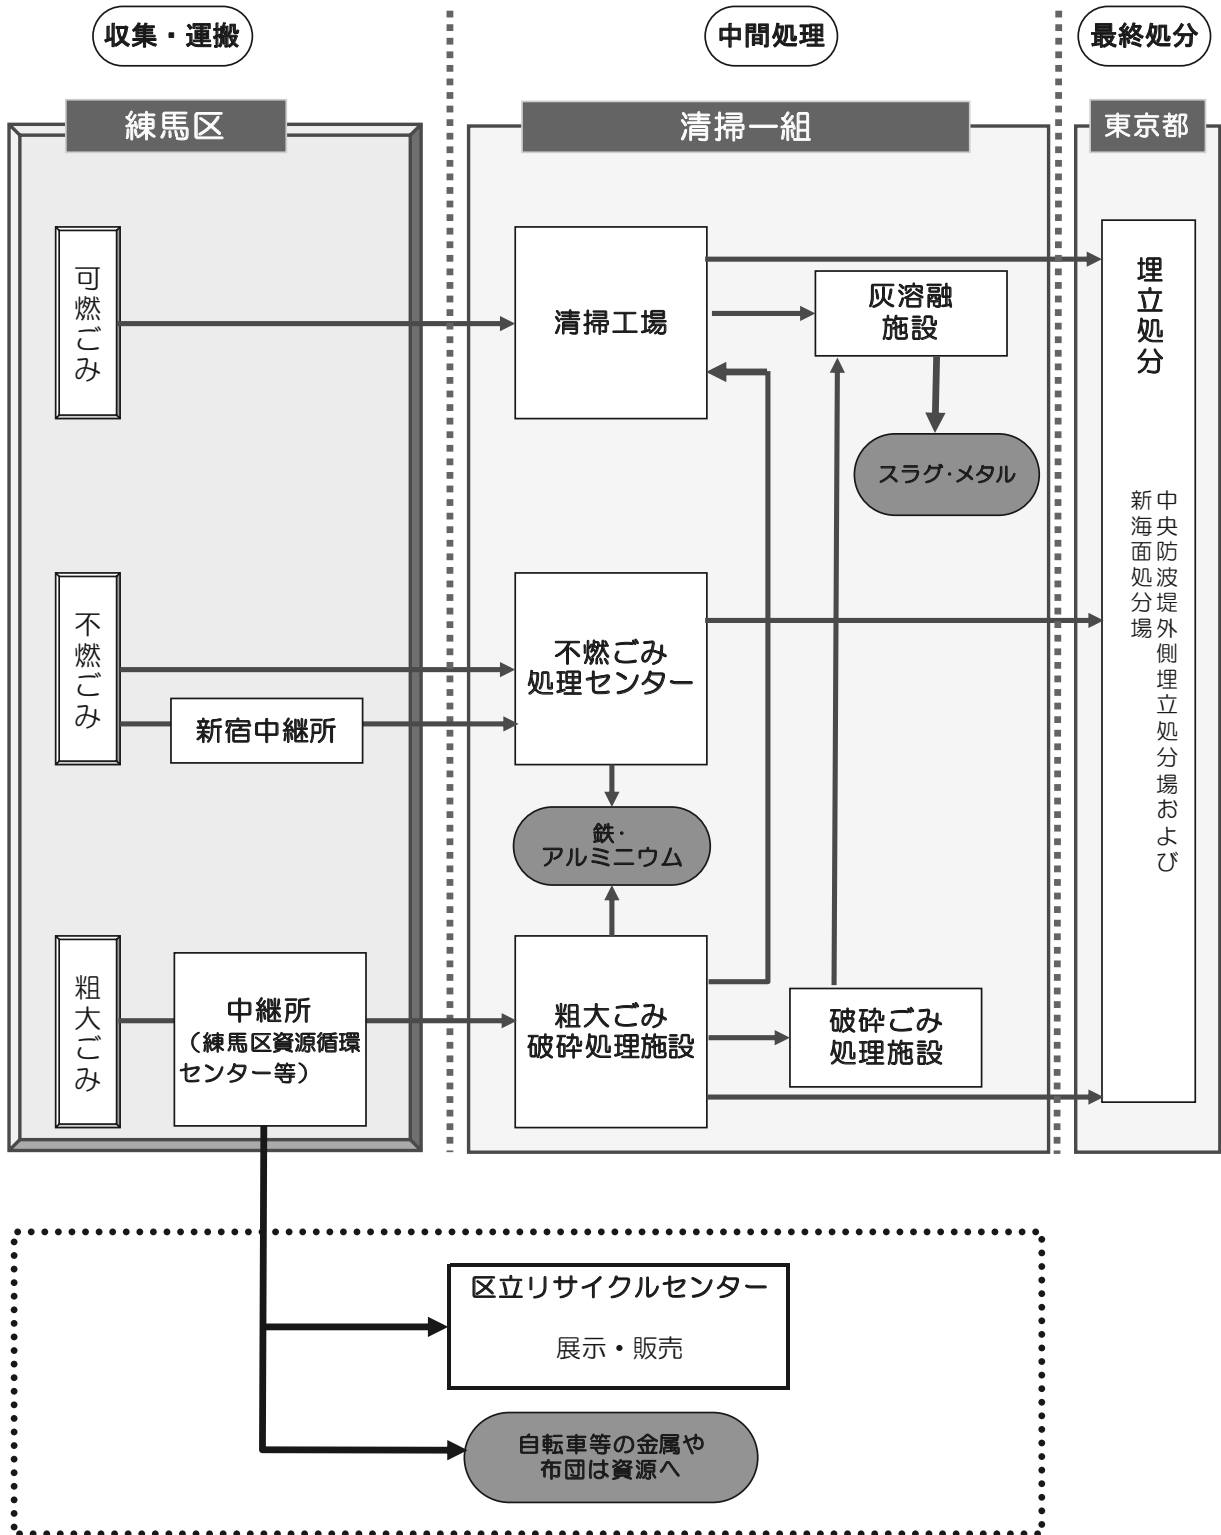 収集・運搬
中間処理
最終処分
練馬区
清掃一組
東京都
可燃ごみ
清掃工場
灰溶融
施設
スラグ・メタル
埋立処分
中央防波堤外側埋立処分場および
新海面処分場
不燃ごみ
新宿中継所
不燃ごみ
処理センター
鉄・
アルミニウム
粗大ごみ
中継所
（練馬区資源循環
センター等）
粗大ごみ
破砕処理施設
破砕ごみ
処理施設
区立リサイクルセンター
展示・販売
自転車等の金属や
布団は資源へ